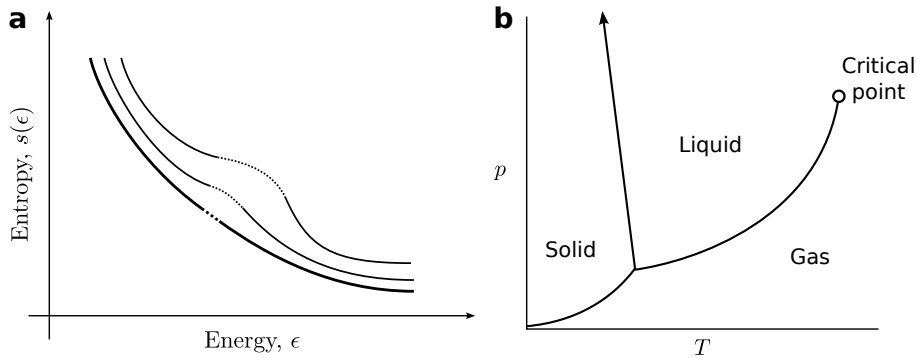 a
Entropy, s(ϵ)
Energy, ϵ
b
p
Critical
point
Liquid
Solid
Gas
T